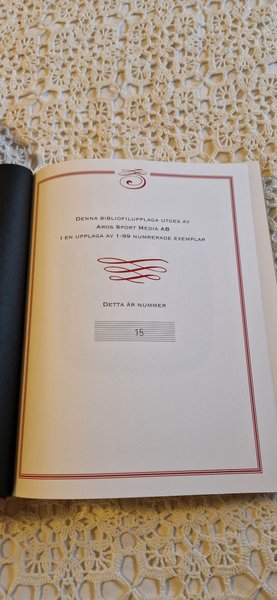 DENNA BIBLIOFILUPPLAGA UTGES AV
AROS SPORT MEDIA AB
I EN UPPLAGA AV 1-99 NUMRERADE EXEMPLAR
DETTA ÄR NUMMER
15